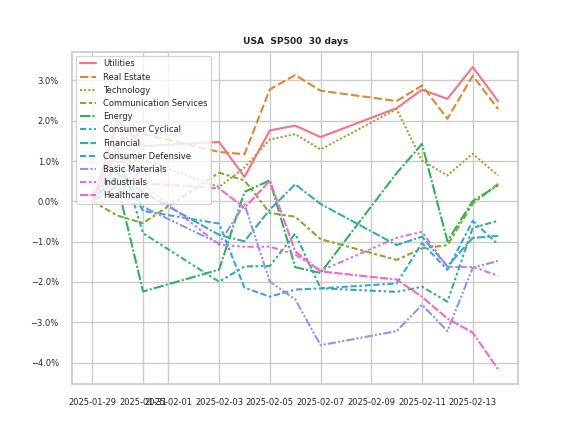 USA SP500 30 days
Utilities
Real Estate
Technology
Communication Services
Energy
Consumer Cyclical
Financial
Consumer Defensive
Basic Materials
Industrials
Healthcare
3.0%
2.0%
1.0%
0.0%
−1.0%
−2.0%
−3.0%
−4.0%
2025-01-29 2025-01-31 2025-02-01 2025-02-03 2025-02-05 2025-02-07 2025-02-09 2025-02-11 2025-02-13